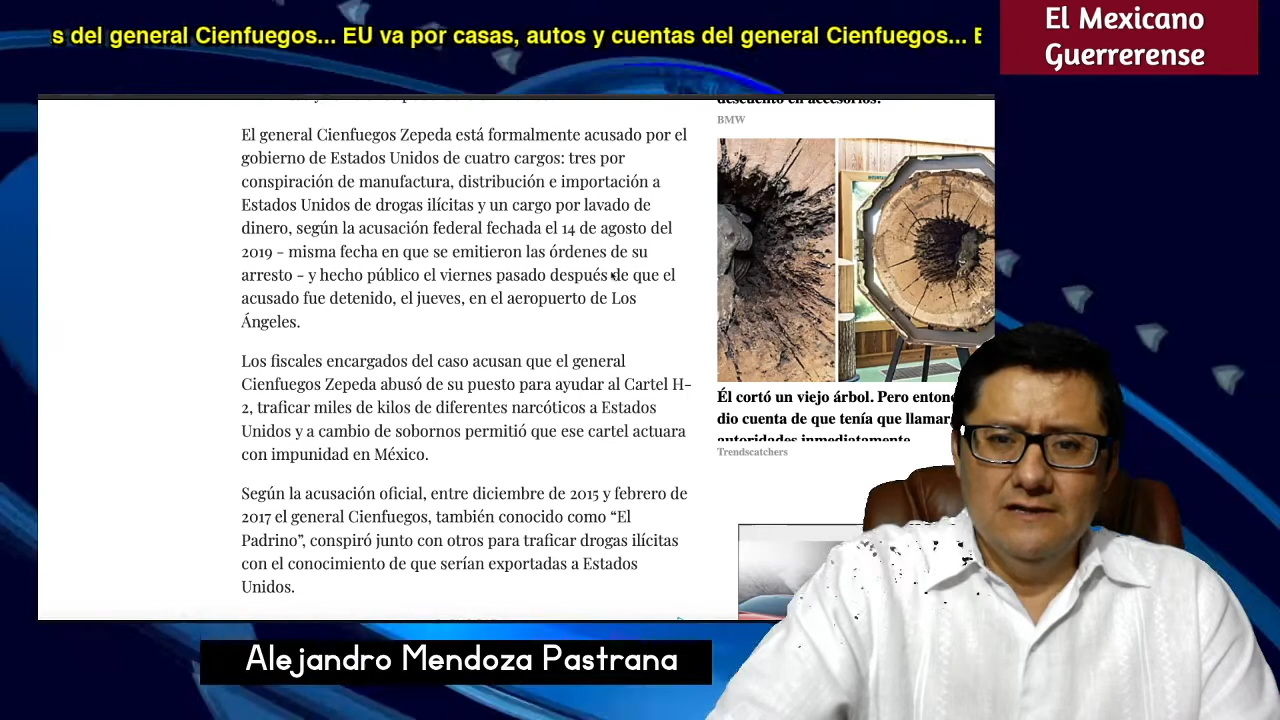 s del general Cienfuegos... EU va por casas, autos y cuentas del general Cienfuegos... E
El Mexicano
Guerrerense
El general Cienfuegos Zepeda está formalmente acusado por el
gobierno de Estados Unidos de cuatro cargos: tres por
conspiración de manufactura, distribución e importación a
Estados Unidos de drogas ilícitas y un cargo por lavado de
dinero, según la acusación federal fechada el 14 de agosto del
2019 - misma fecha en que se emitieron las órdenes de su
arresto - y hecho público el viernes pasado después de que el
acusado fue detenido, el jueves, en el aeropuerto de Los
Ángeles.
Los fiscales encargados del caso acusan que el general
Cienfuegos Zepeda abusó de su puesto para ayudar al Cartel H-
2, traficar miles de kilos de diferentes narcóticos a Estados
Unidos y a cambio de sobornos permitió que ese cartel actuara
con impunidad en México.
Según la acusación oficial, entre diciembre de 2015 y febrero de
2017 el general Cienfuegos, también conocido como “El
Padrino”, conspiró junto con otros para traficar drogas ilícitas
con el conocimiento de que serían exportadas a Estados
Unidos.
descuento en accesorios.
BMW
Él cortó un viejo árbol. Pero enton
dio cuenta de que tenía que llamar
autoridades inmediatamente
Trendscatchers
Alejandro Mendoza Pastrana